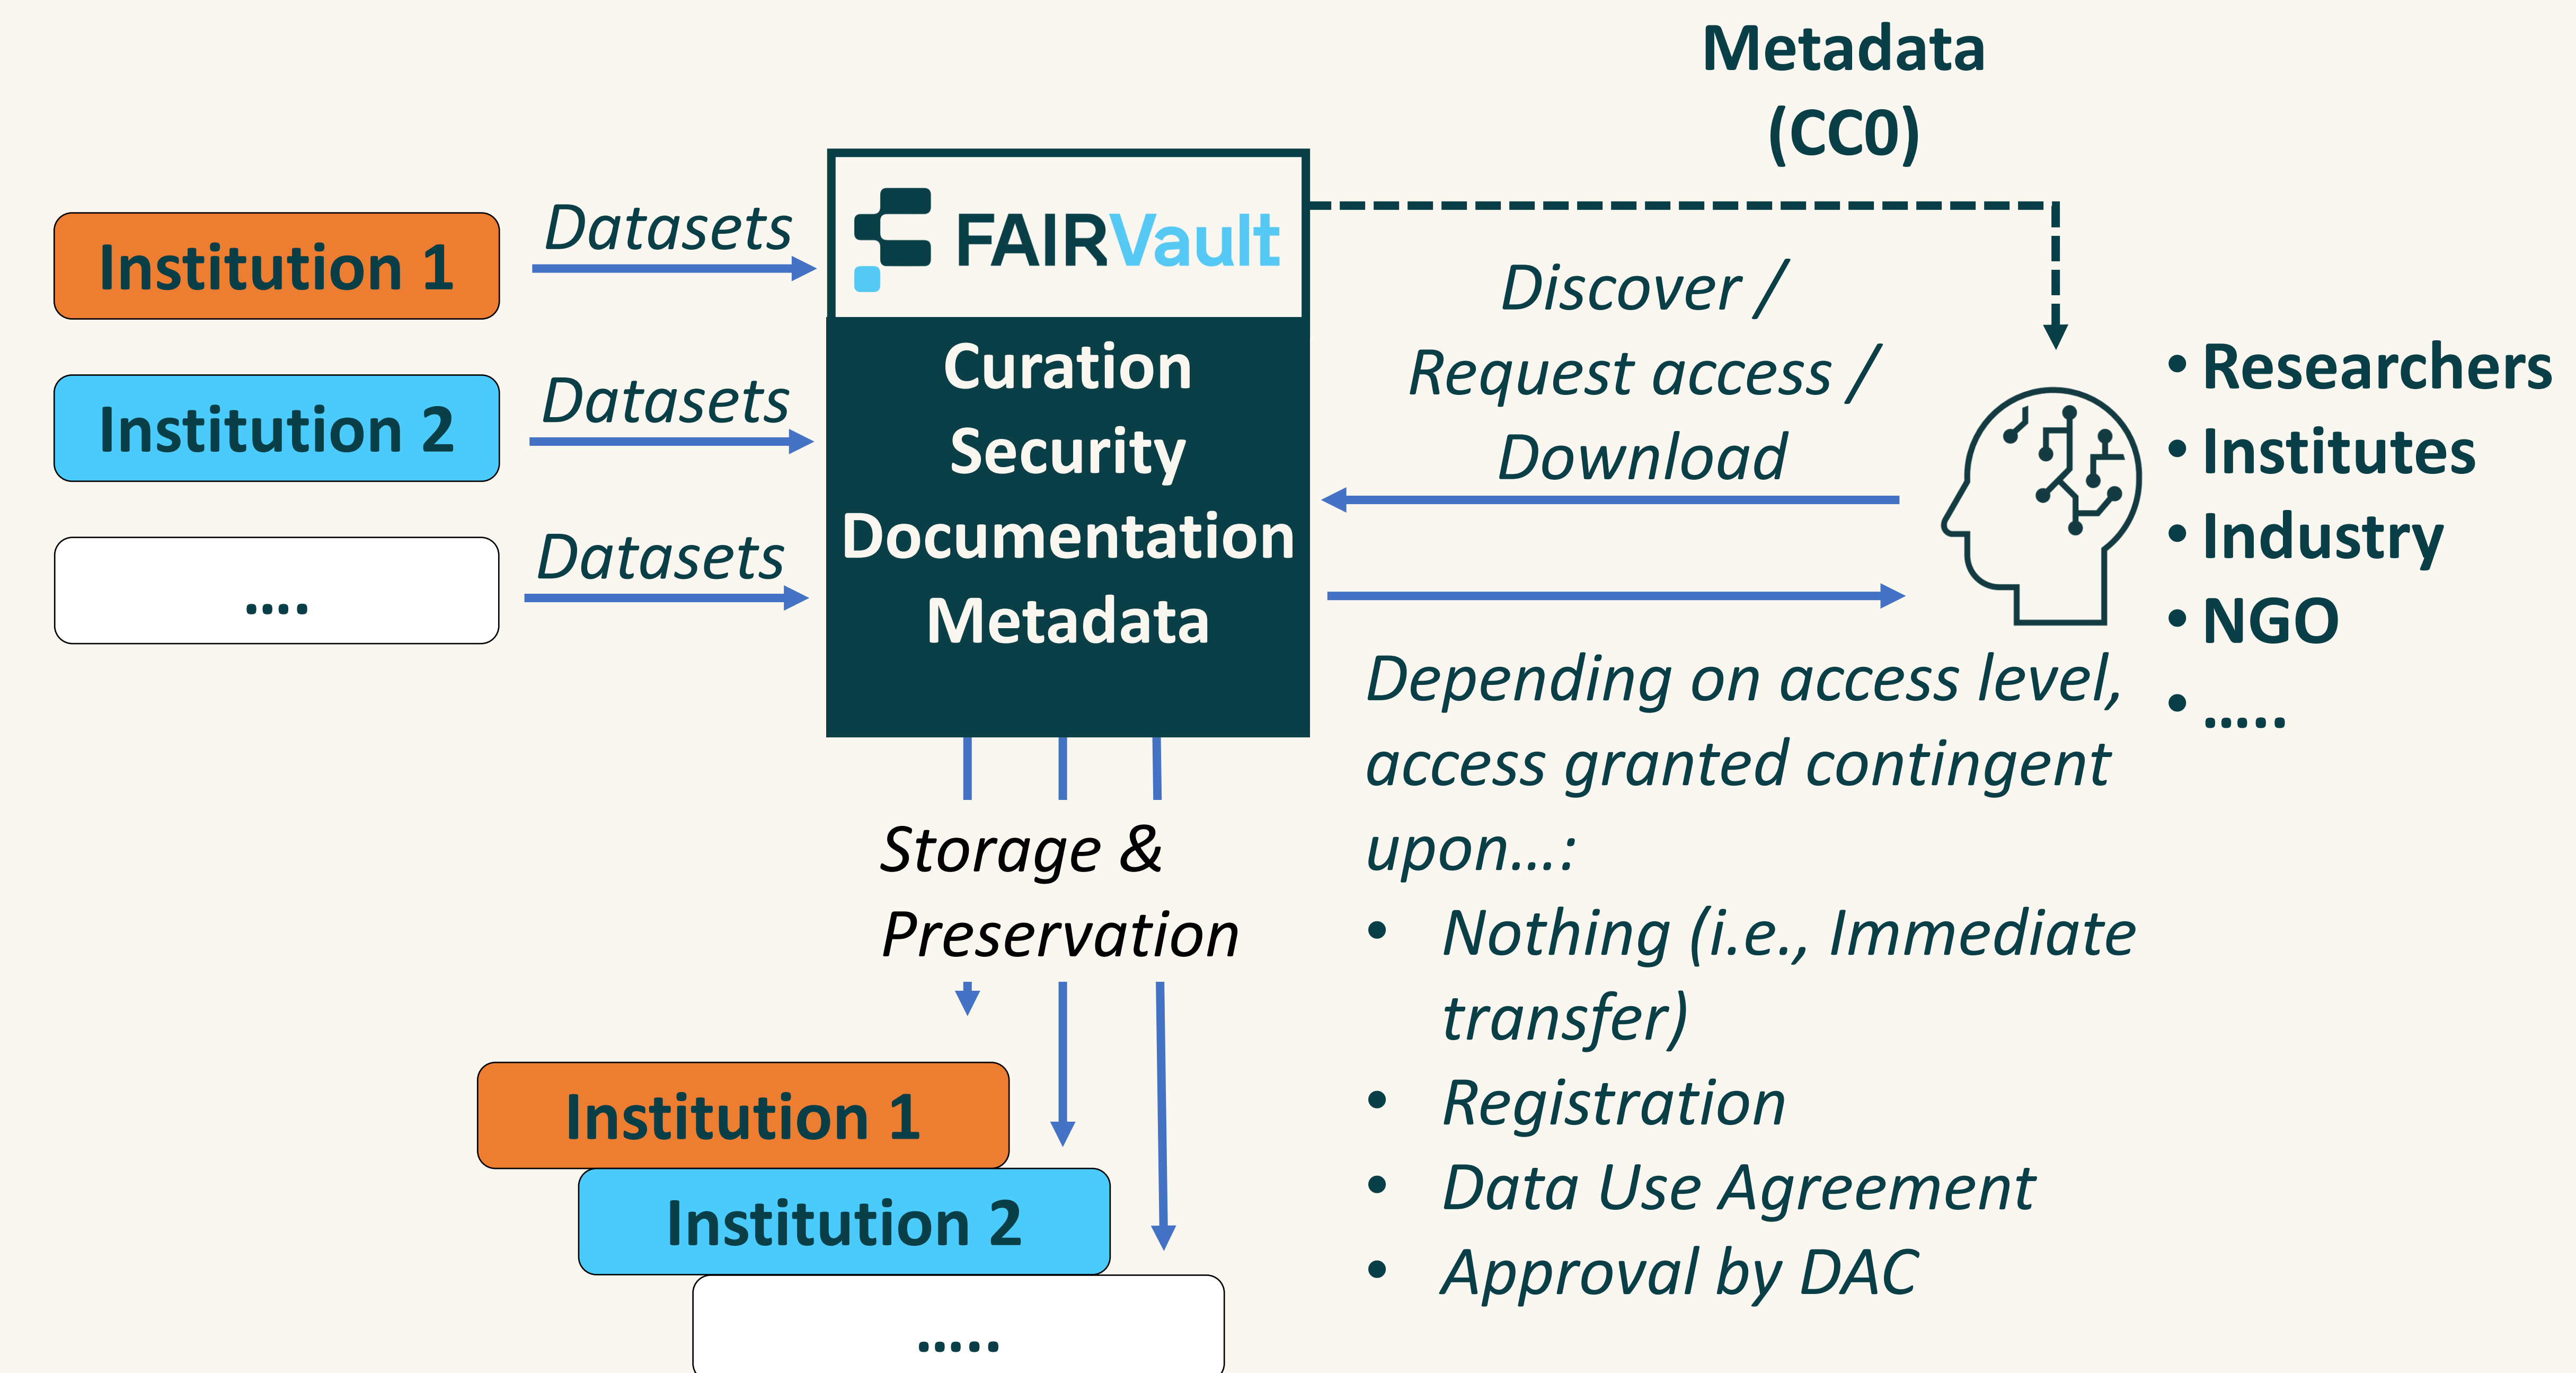 Metadata
(CC0)
Institution 1
Datasets
FAIRVault
Institution 2
Datasets
....
Datasets
Curation
Security
Documentation
Metadata
Discover /
Request access /
Download
• Researchers
• Institutes
• Industry
• NGO
• .....
Depending on access level,
access granted contingent
upon...:
• Nothing (i.e., Immediate
transfer)
• Registration
• Data Use Agreement
• Approval by DAC
Storage &
Preservation
Institution 1
Institution 2
.....